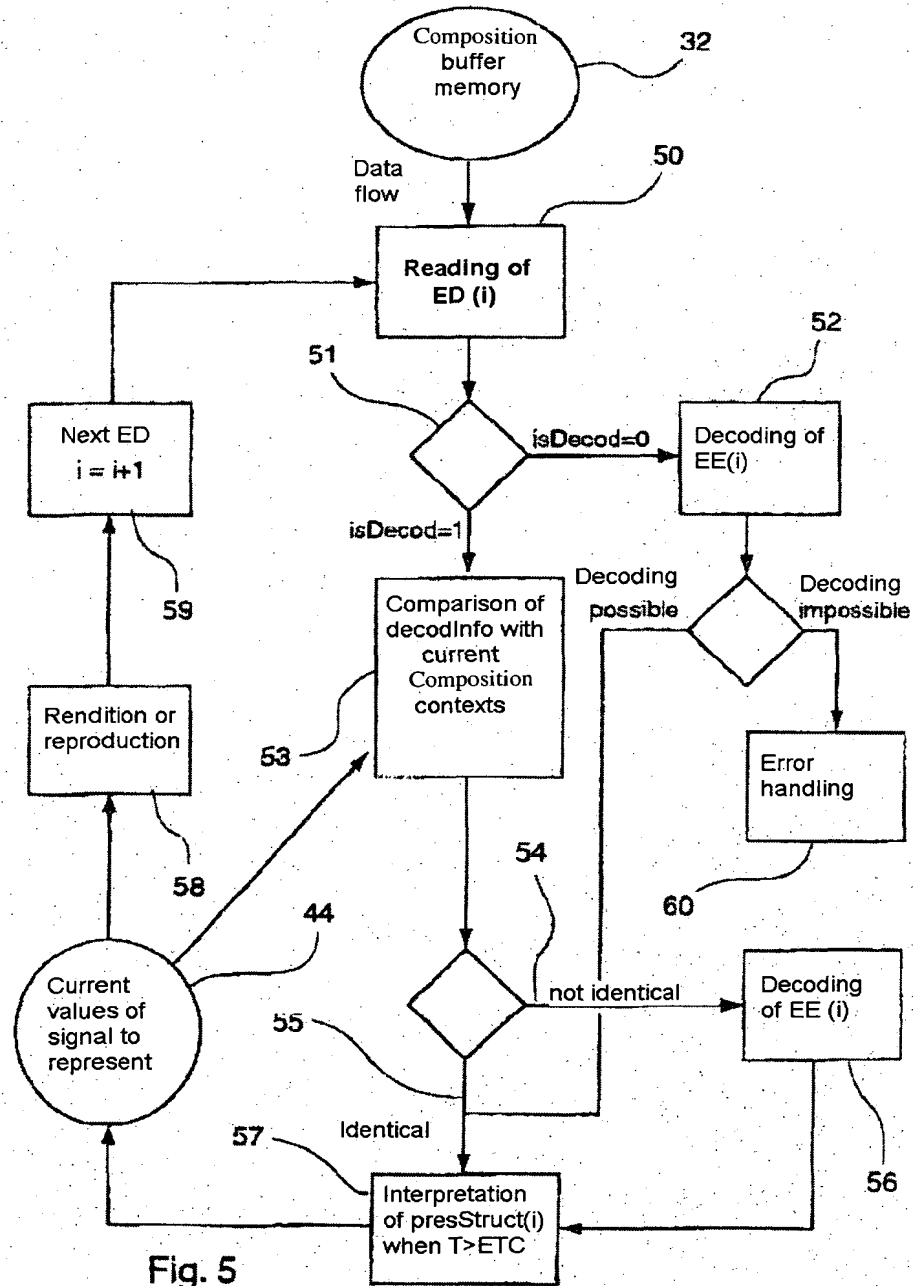 Composition
buffer
memory
32
Data
flow
50
Reading of
ED (i)
51
52
Next ED
i = i+1
isDecod=0
Decoding of
EE(i)
isDecod=1
59
Decoding
possible
Decoding
impossible
Comparison of
decodInfo with
current
Composition
contexts
53
Rendition or
reproduction
58
Error
handling
60
54
44
Current
values of
signal to
represent
not identical
Decoding
of EE (i)
55
56
Identical
57
Interpretation
of presStruct(i)
when T>ETC
Fig. 5